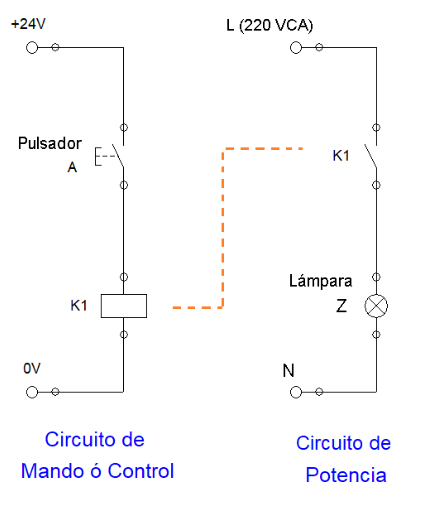 +24V
Pulsador
A
K1
0V
Circuito de
Mando ó Control
L (220 VCA)
K1
Lámpara
Z
N
Circuito de
Potencia